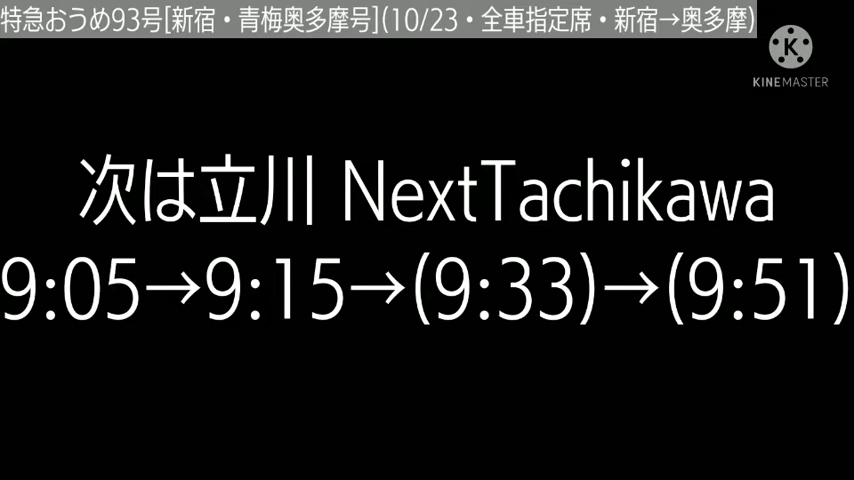 特急おうめ93号[新宿・青梅奥多摩号](10/23・全車指定席・新宿→奥多摩)
K
KINEMASTER
次は立川 NextTachikawa
9:05→9:15→(9:33)→(9:51)